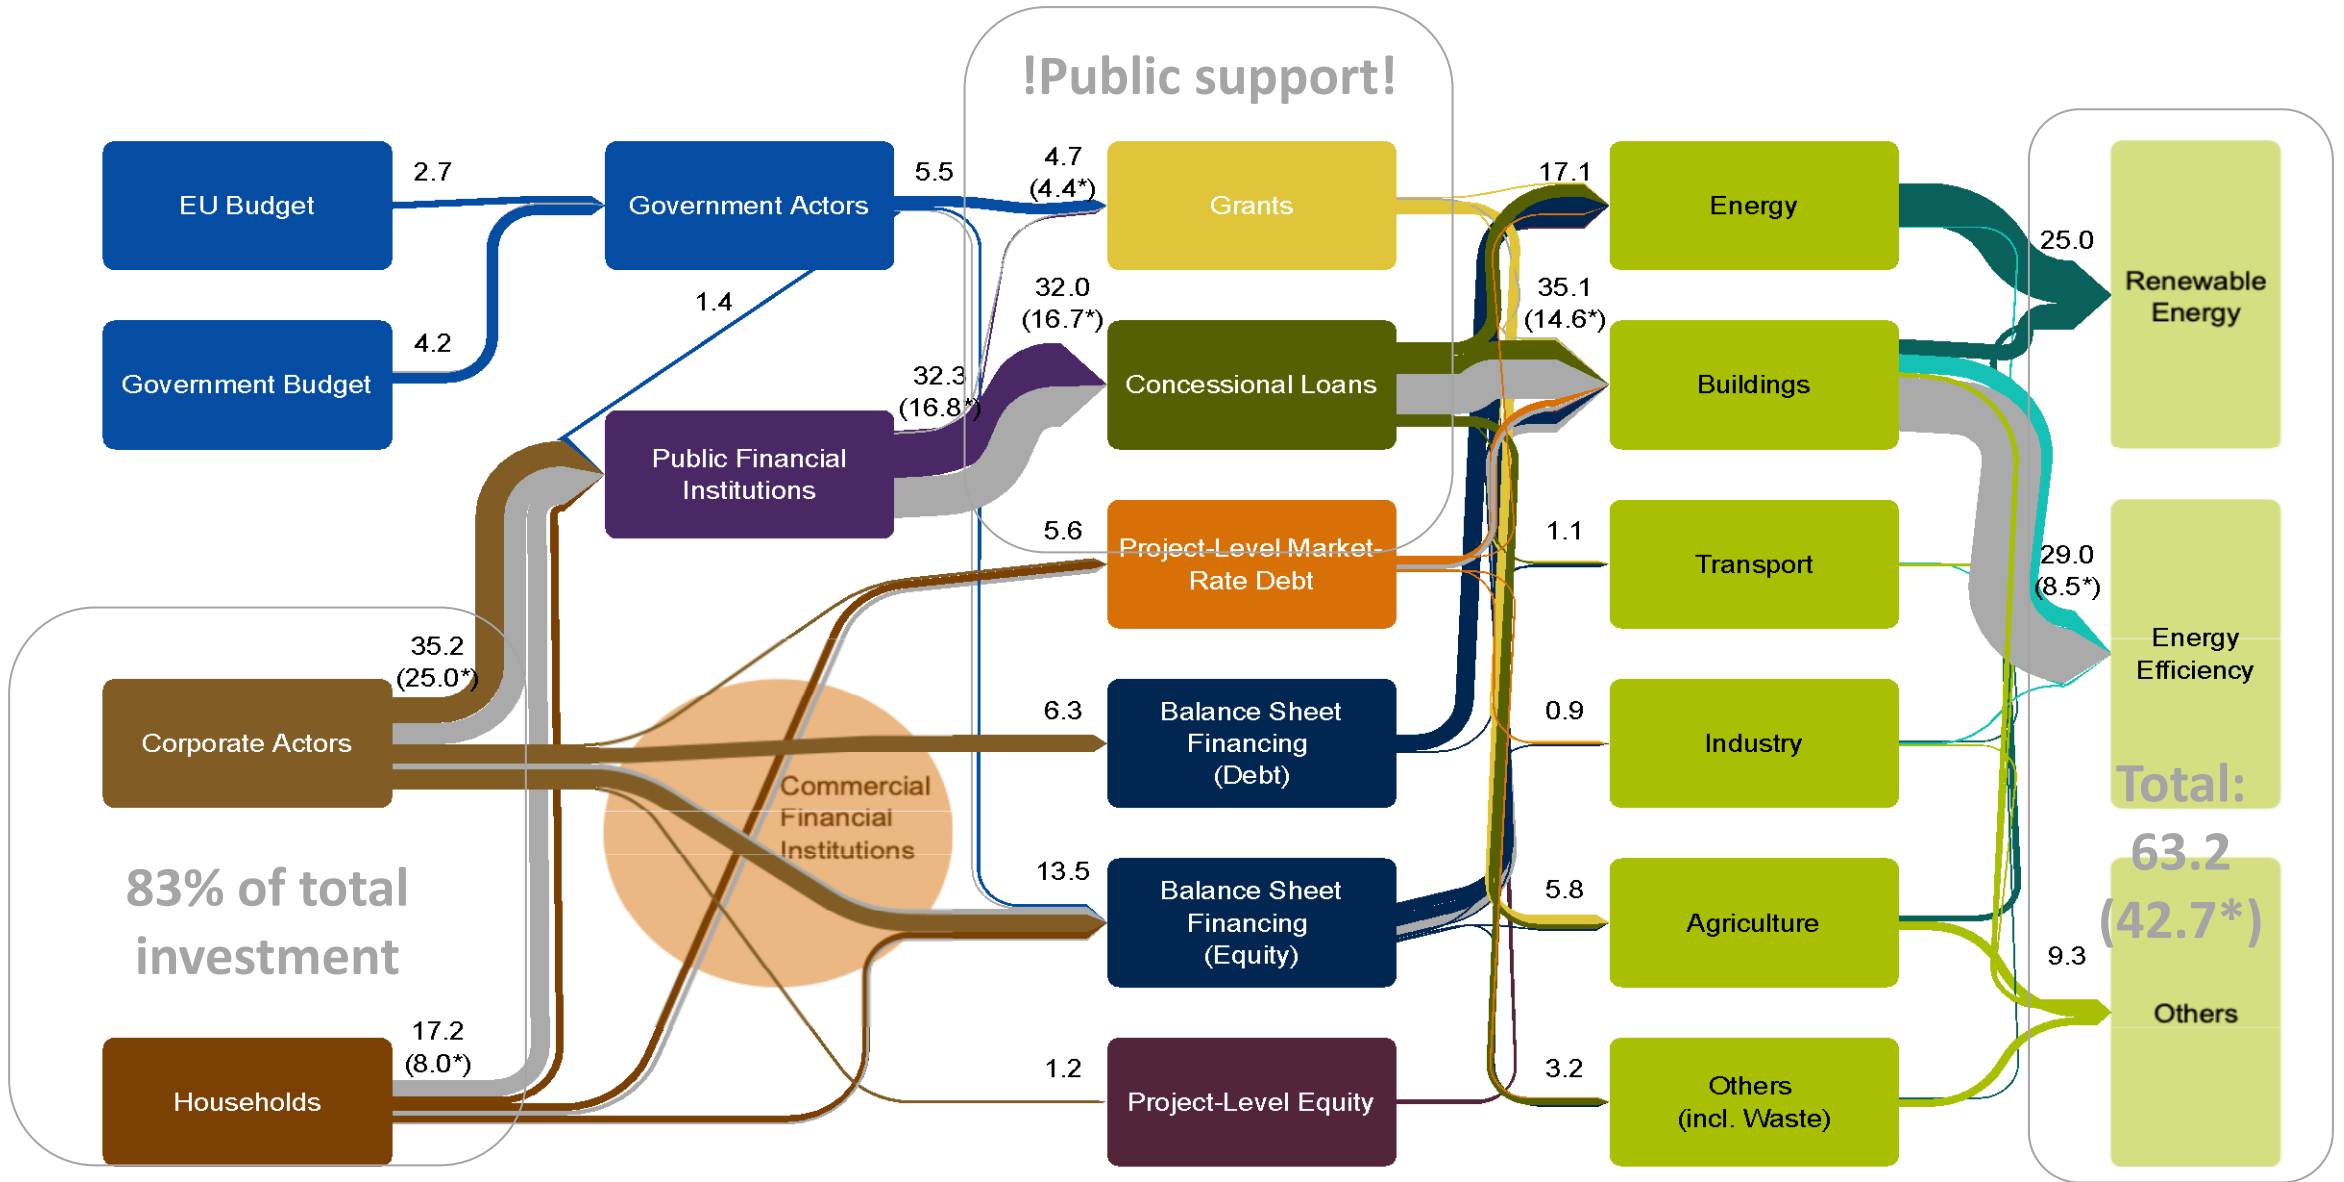 !Public support!
EU Budget
2.7
Government Budget
4.2
35.2
(25.0*)
Corporate Actors
83% of total
investment
17.2
(8.0*)
Households
Government Actors
5.5
1.4
Public Financial
Institutions
32.3
(16.8*)
Commercial
Financial
Institutions
4.7
(4.4*)
Grants
32.0
(16.7*)
Concessional Loans
5.6
Project-Level Market-
Rate Debt
6.3
Balance Sheet
Financing
(Debt)
13.5
Balance Sheet
Financing
(Equity)
1.2
Project-Level Equity
17.1
Energy
35.1
(14.6*)
Buildings
1.1
Transport
0.9
Industry
5.8
Agriculture
3.2
Others
(incl. Waste)
25.0
Renewable
Energy
29.0
(8.5*)
Energy
Efficiency
Total:
63.2
(42.7*)
9.3
Others